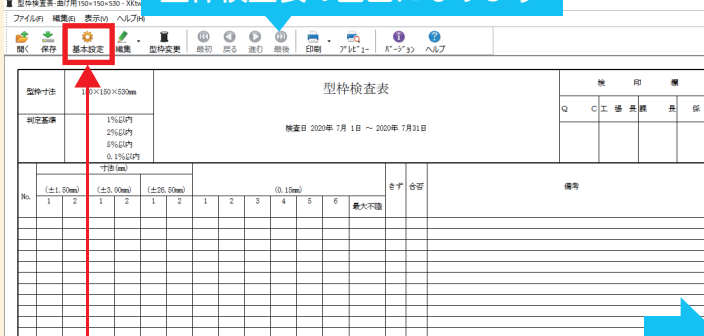 型枠検査表-曲げ用150×150×530 - XX.tw
ファイル(F) 編集(E) 表示(V) ヘルプ(H)
開く 保存 基本設定 編集 型枠変更 最初 戻る 進む 最後 印刷 プレビュー バージョン ヘルプ
型枠寸法 150×150×530mm
型枠検査表
検 印 欄
Q C 工 場 長 課 長 係
判定基準 1%以内
2%以内
5%以内
0.1%以内
検査日 2020年 7月 1日 ～ 2020年 7月31日
No. 寸法(mm) きず 合否 備考
(±1.50mm) (±3.00mm) (±26.50mm) (0.15mm)
1 2 1 2 1 2 1 2 3 4 5 6 最大不陸